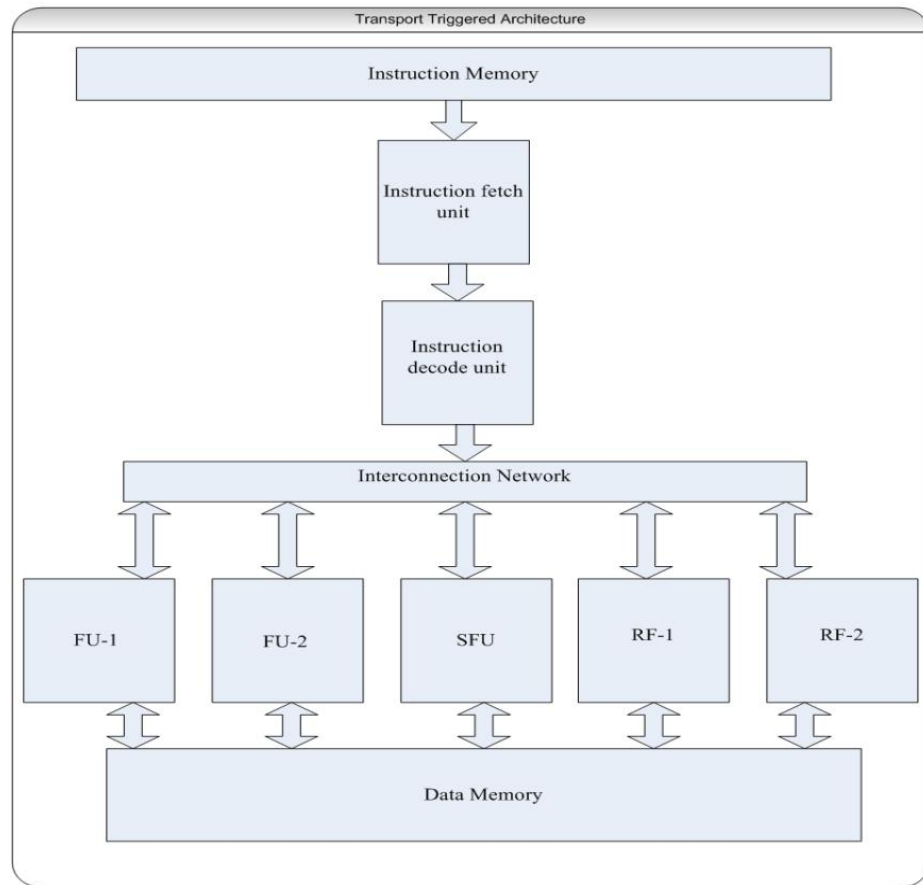 Transport Triggered Architecture
Instruction Memory
Instruction fetch
unit
Instruction
decode unit
Interconnection Network
FU-1
FU-2
SFU
RF-1
RF-2
Data Memory